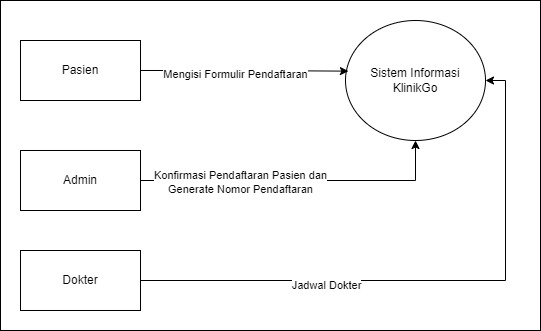 Pasien
Mengisi Formulir Pendaftaran
Sistem Informasi
KlinikGo
Admin
Konfirmasi Pendaftaran Pasien dan
Generate Nomor Pendaftaran
Dokter
Jadwal Dokter